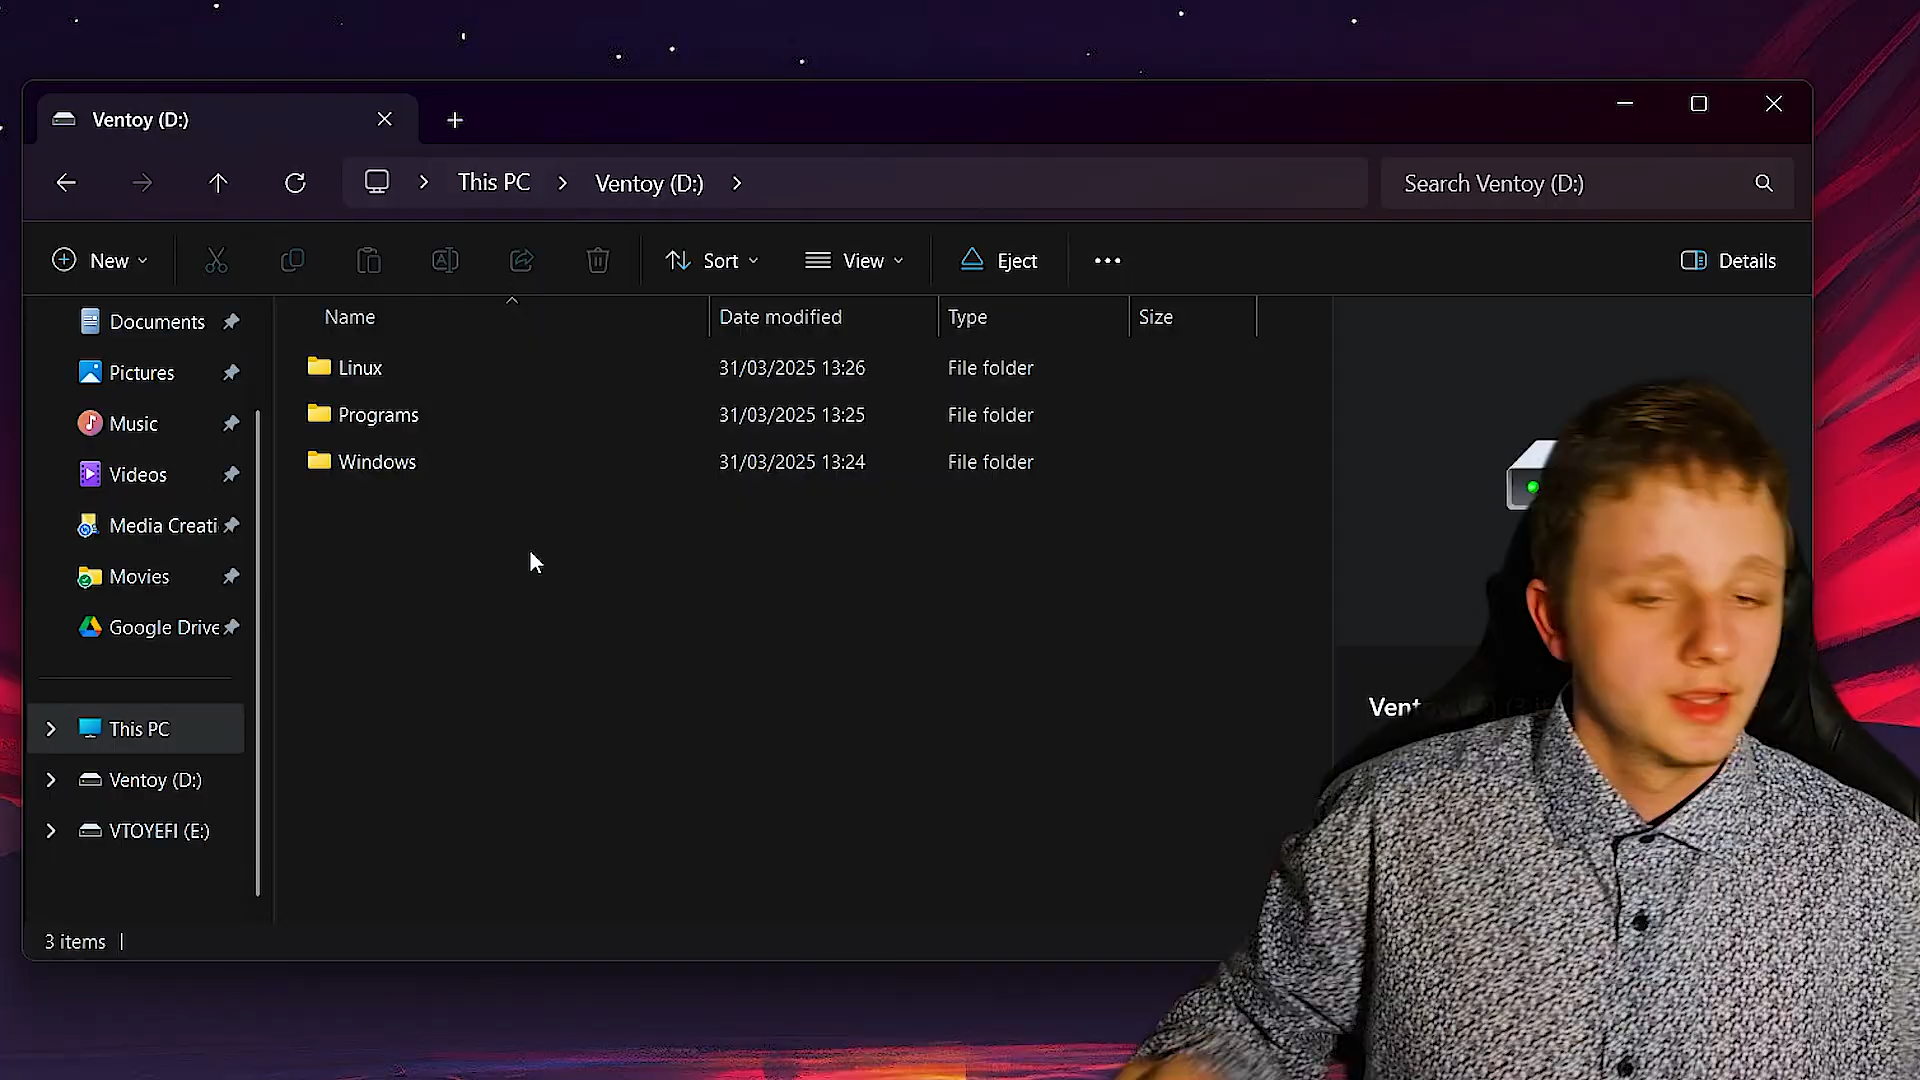 Ventoy (D:)
This PC
Ventoy (D:)
Search Ventoy (D:)
New
Sort
View
Eject
Details
Name
Date modified
Type
Size
Linux
31/03/2025 13:26
File folder
Programs
31/03/2025 13:25
File folder
Windows
31/03/2025 13:24
File folder
Documents
Pictures
Music
Videos
Media Creati
Movies
Google Drive
This PC
Ventoy (D:)
VTOYEFI (E:)
3 items